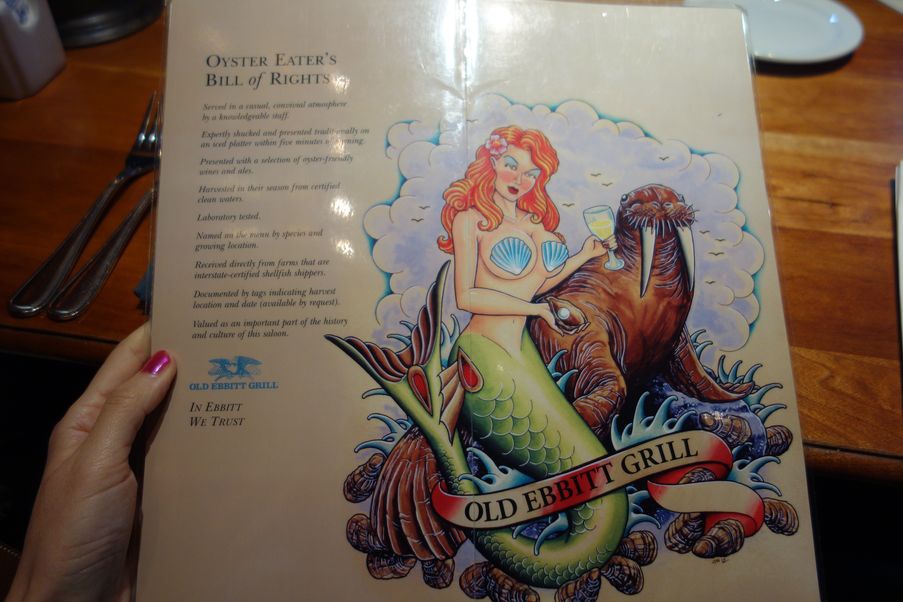 OYSTER EATER'S
BILL of RIGHTS
Served in a casual, convivial atmosphere
by a knowledgeable staff.
Expertly shucked and presented traditionally on
an iced platter within five minutes of opening.
Presented with a selection of oyster-friendly
wines and ales.
Harvested in their season from certified
clean waters.
Laboratory tested.
Named on the menu by species and
growing location.
Received directly from farms that are
interstate-certified shellfish shippers.
Documented by tags indicating harvest
location and date (available by request).
Valued as an important part of the history
and culture of this saloon.
OLD EBBITT GRILL
IN EBBITT
WE TRUST
OLD EBBITT GRILL